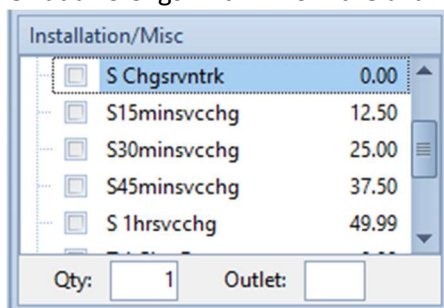 Installation/Misc
S Chgsrvntrk 0.00
S15minsvcchg 12.50
S30minsvcchg 25.00
S45minsvcchg 37.50
S 1hrsvcchg 49.99
Qty: 1 Outlet: